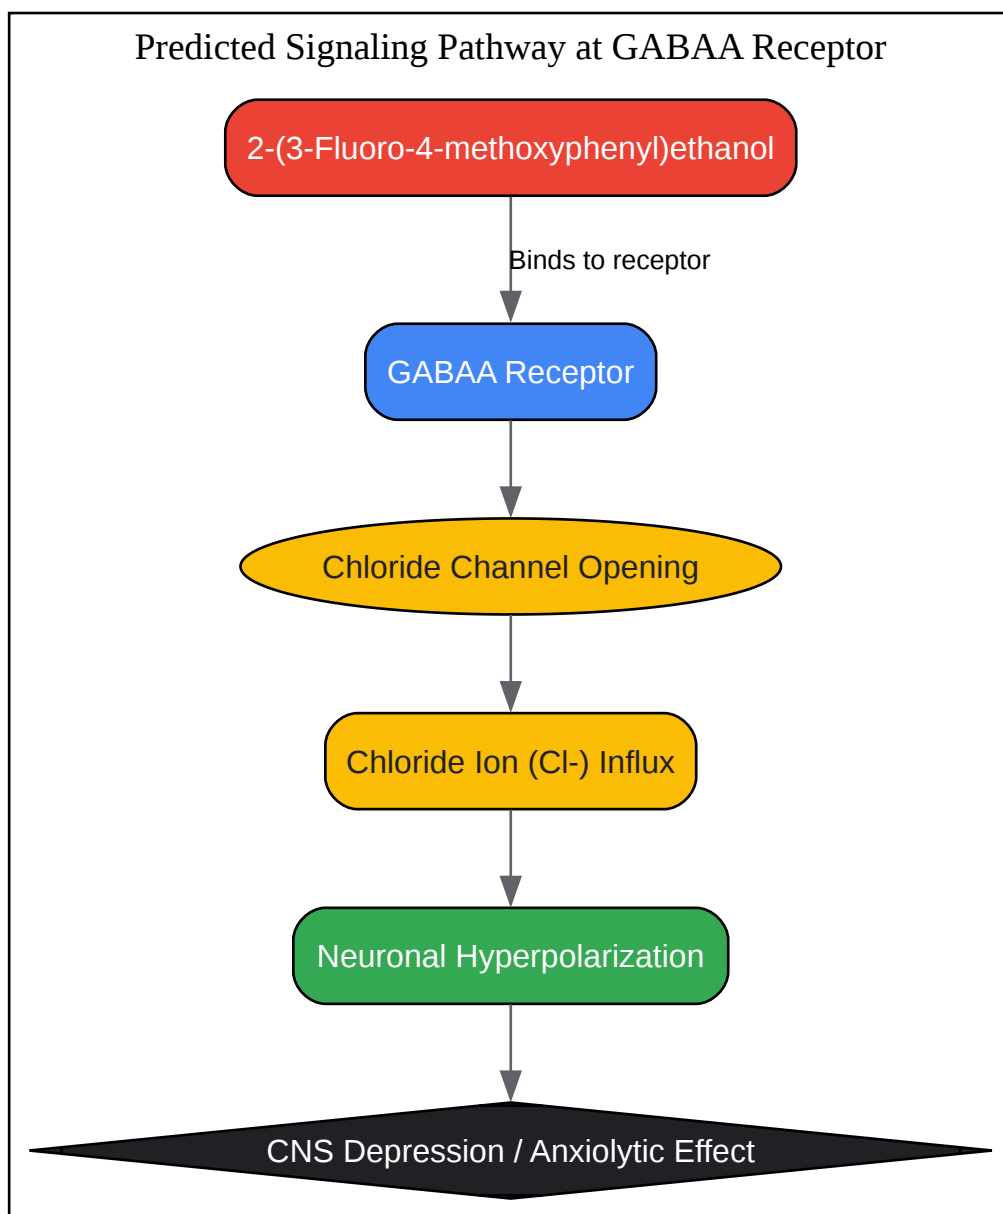 Predicted Signaling Pathway at GABAA Receptor
2-(3-Fluoro-4-methoxyphenyl)ethanol
Binds to receptor
GABAA Receptor
Chloride Channel Opening
Chloride Ion (Cl-) Influx
Neuronal Hyperpolarization
CNS Depression / Anxiolytic Effect